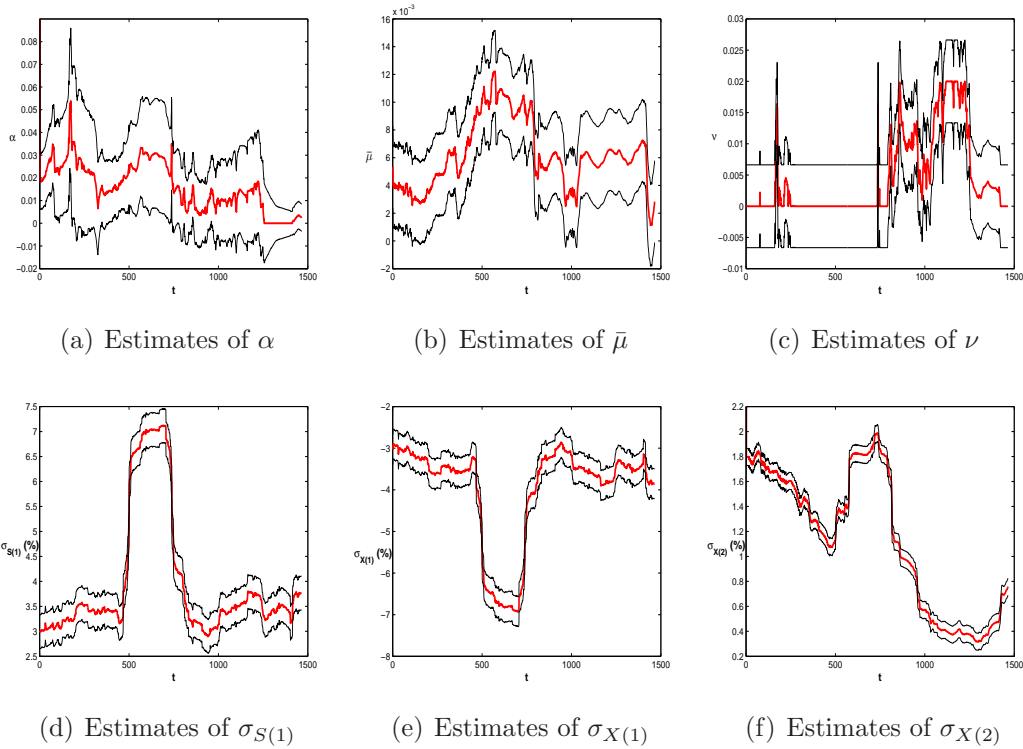 0.08
0.07
0.06
0.05
0.04
α
0.03
0.02
0.01
0
−0.01
−0.02
0 500 1000 1500
t
x 10⁻³
16
14
12
10
8
μ̄
6
4
2
0
−2
0 500 1000 1500
t
0.03
0.025
0.02
0.015
ν
0.01
0.005
0
−0.005
−0.01
0 500 1000 1500
t
(a) Estimates of α
(b) Estimates of μ̄
(c) Estimates of ν
7.5
7
6.5
6
5.5
5
σS(1) (%)
4.5
4
3.5
3
2.5
0 500 1000 1500
t
−2
−3
−4
−5
σX(1) (%)
−6
−7
−8
0 500 1000 1500
t
2.2
2
1.8
1.6
1.4
1.2
σX(2) (%)
1
0.8
0.6
0.4
0.2
0 500 1000 1500
t
(d) Estimates of σS(1)
(e) Estimates of σX(1)
(f) Estimates of σX(2)